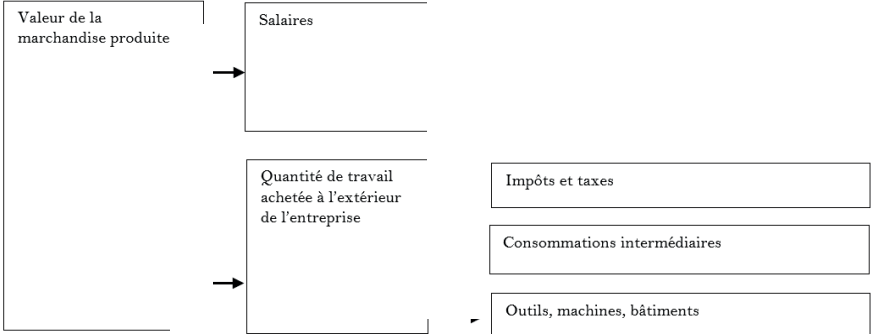 Valeur de la
marchandise produite
Salaires
Quantité de travail
achetée à l'extérieur
de l'entreprise
Impôts et taxes
Consommations intermédiaires
Outils, machines, bâtiments